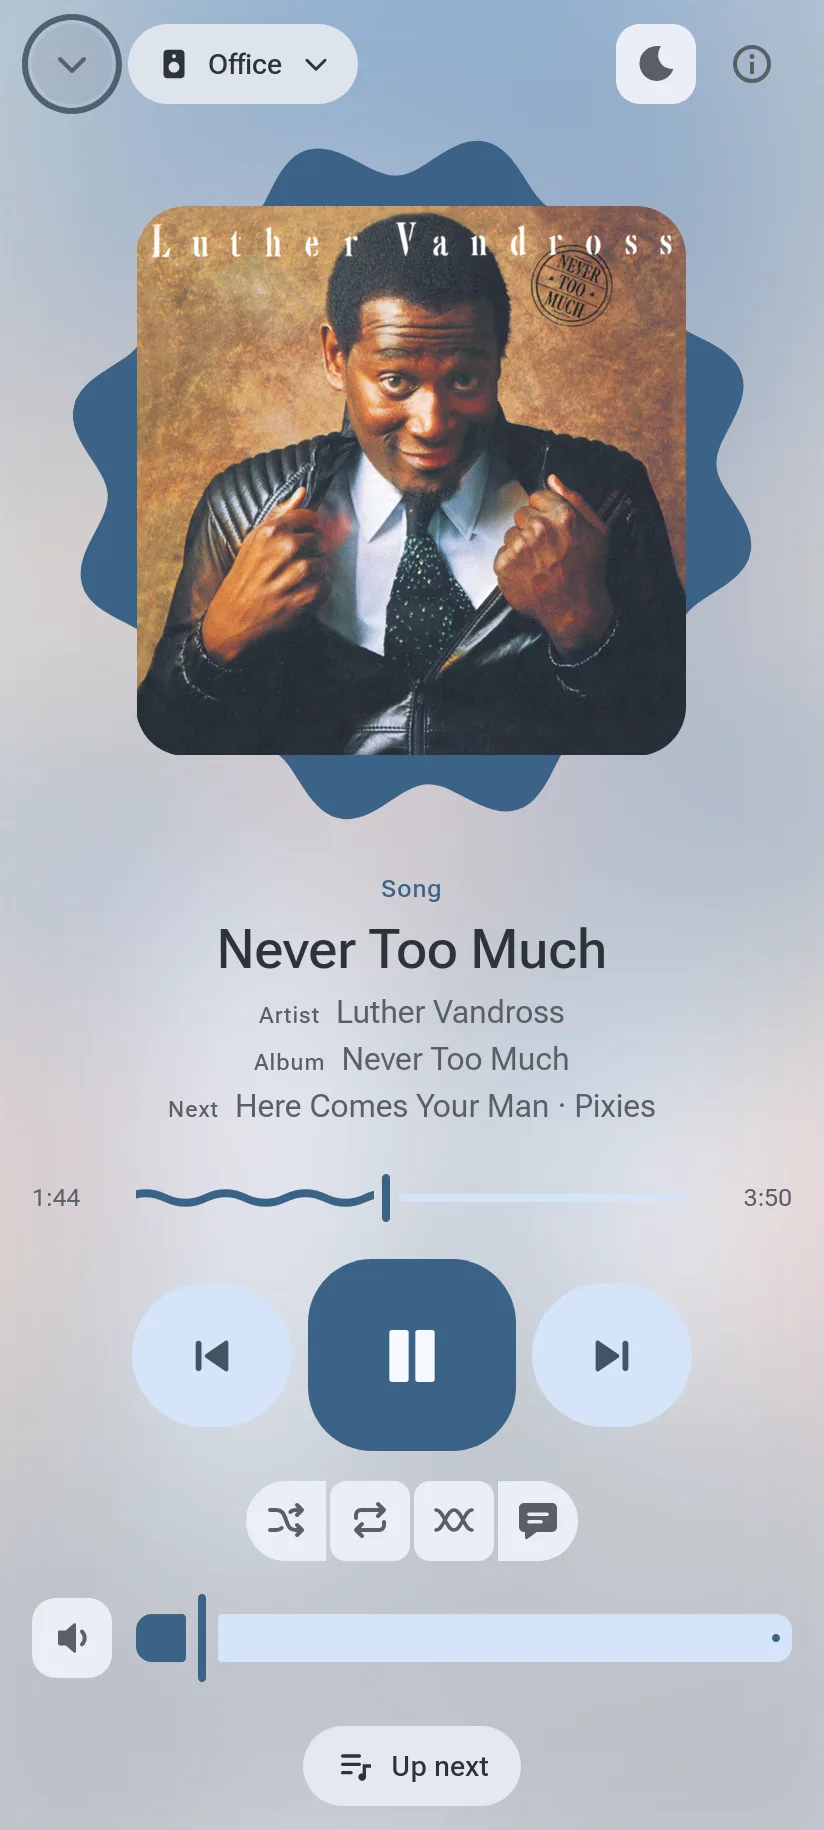 Office
Luther Vandross
NEVER
TOO
MUCH
Song
Never Too Much
Artist Luther Vandross
Album Never Too Much
Next Here Comes Your Man · Pixies
1:44
3:50
Up next